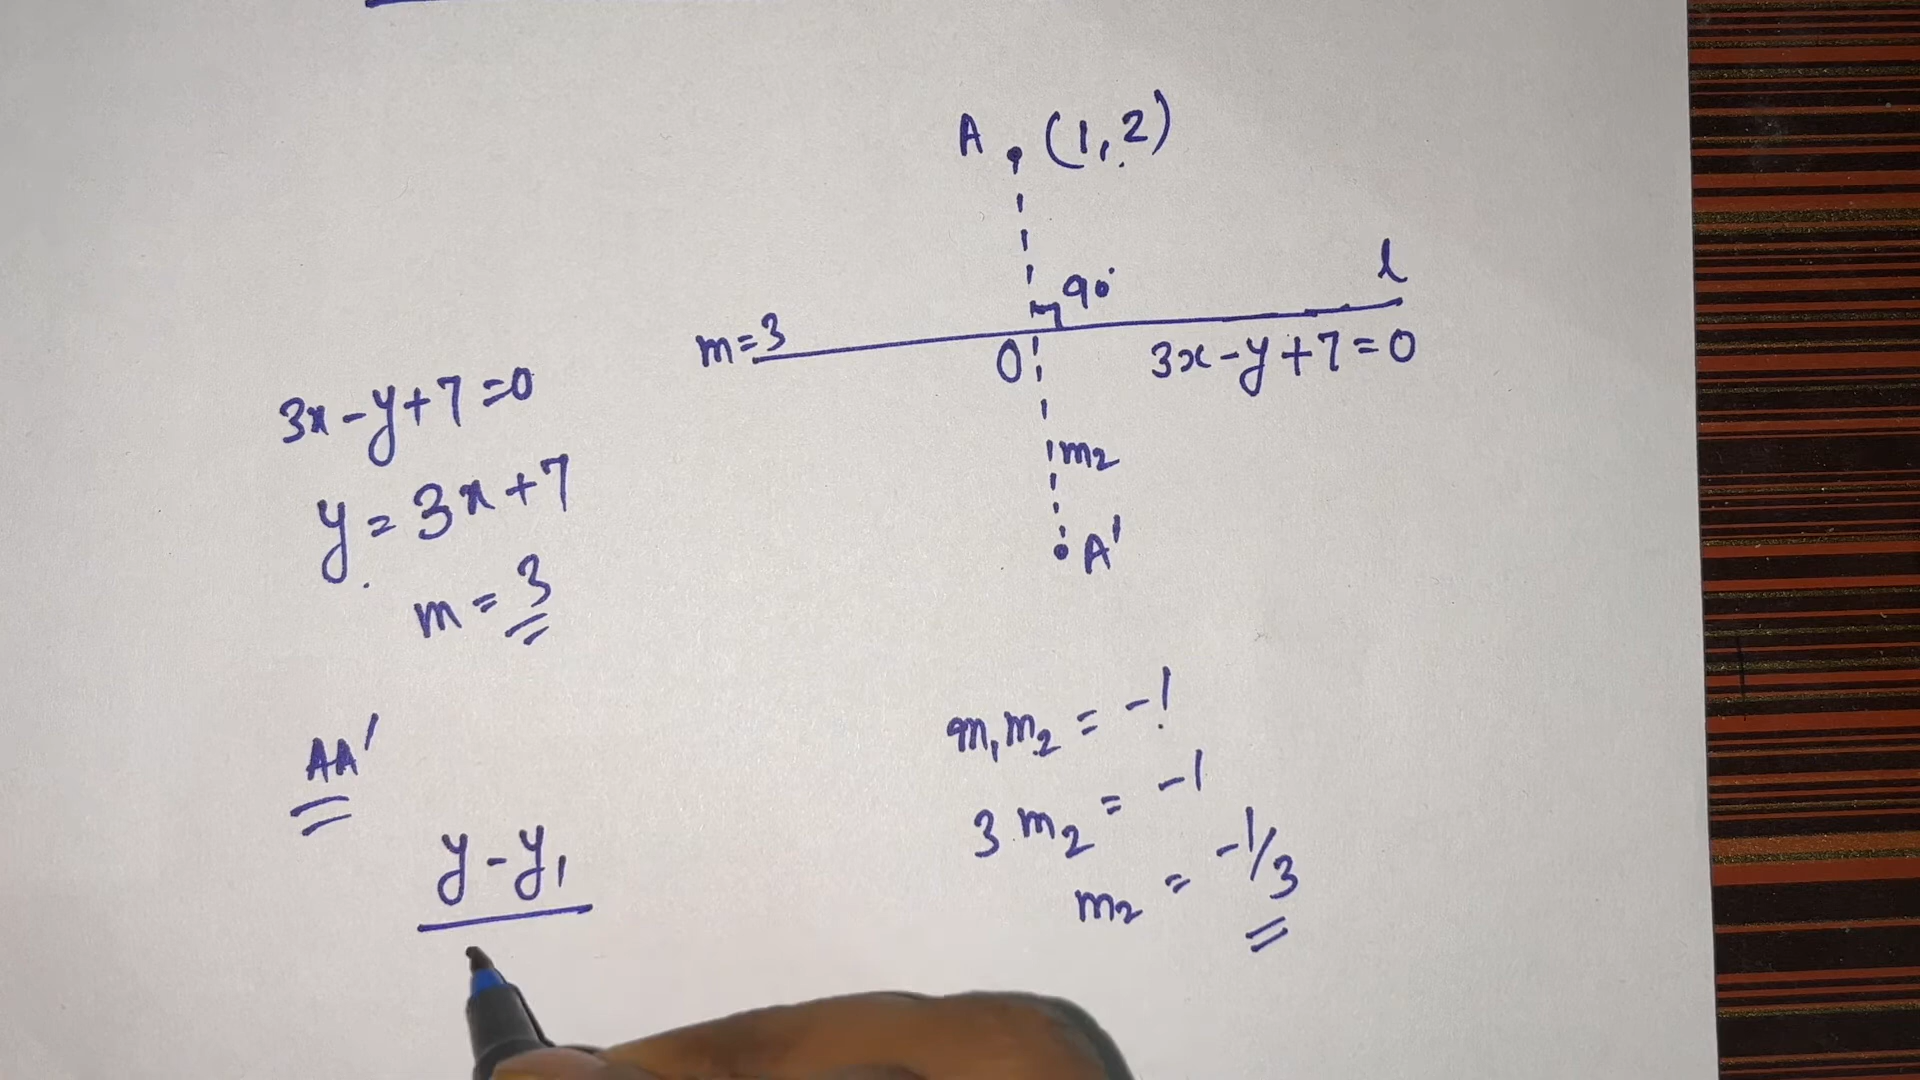 A (1,2)
90°
l
m=3
O
3x-y+7=0
m2
A'
3x-y+7=0
y=3x+7
m=3
AA'
y-y1
m1m2=-1
3m2=-1
m2=-1/3